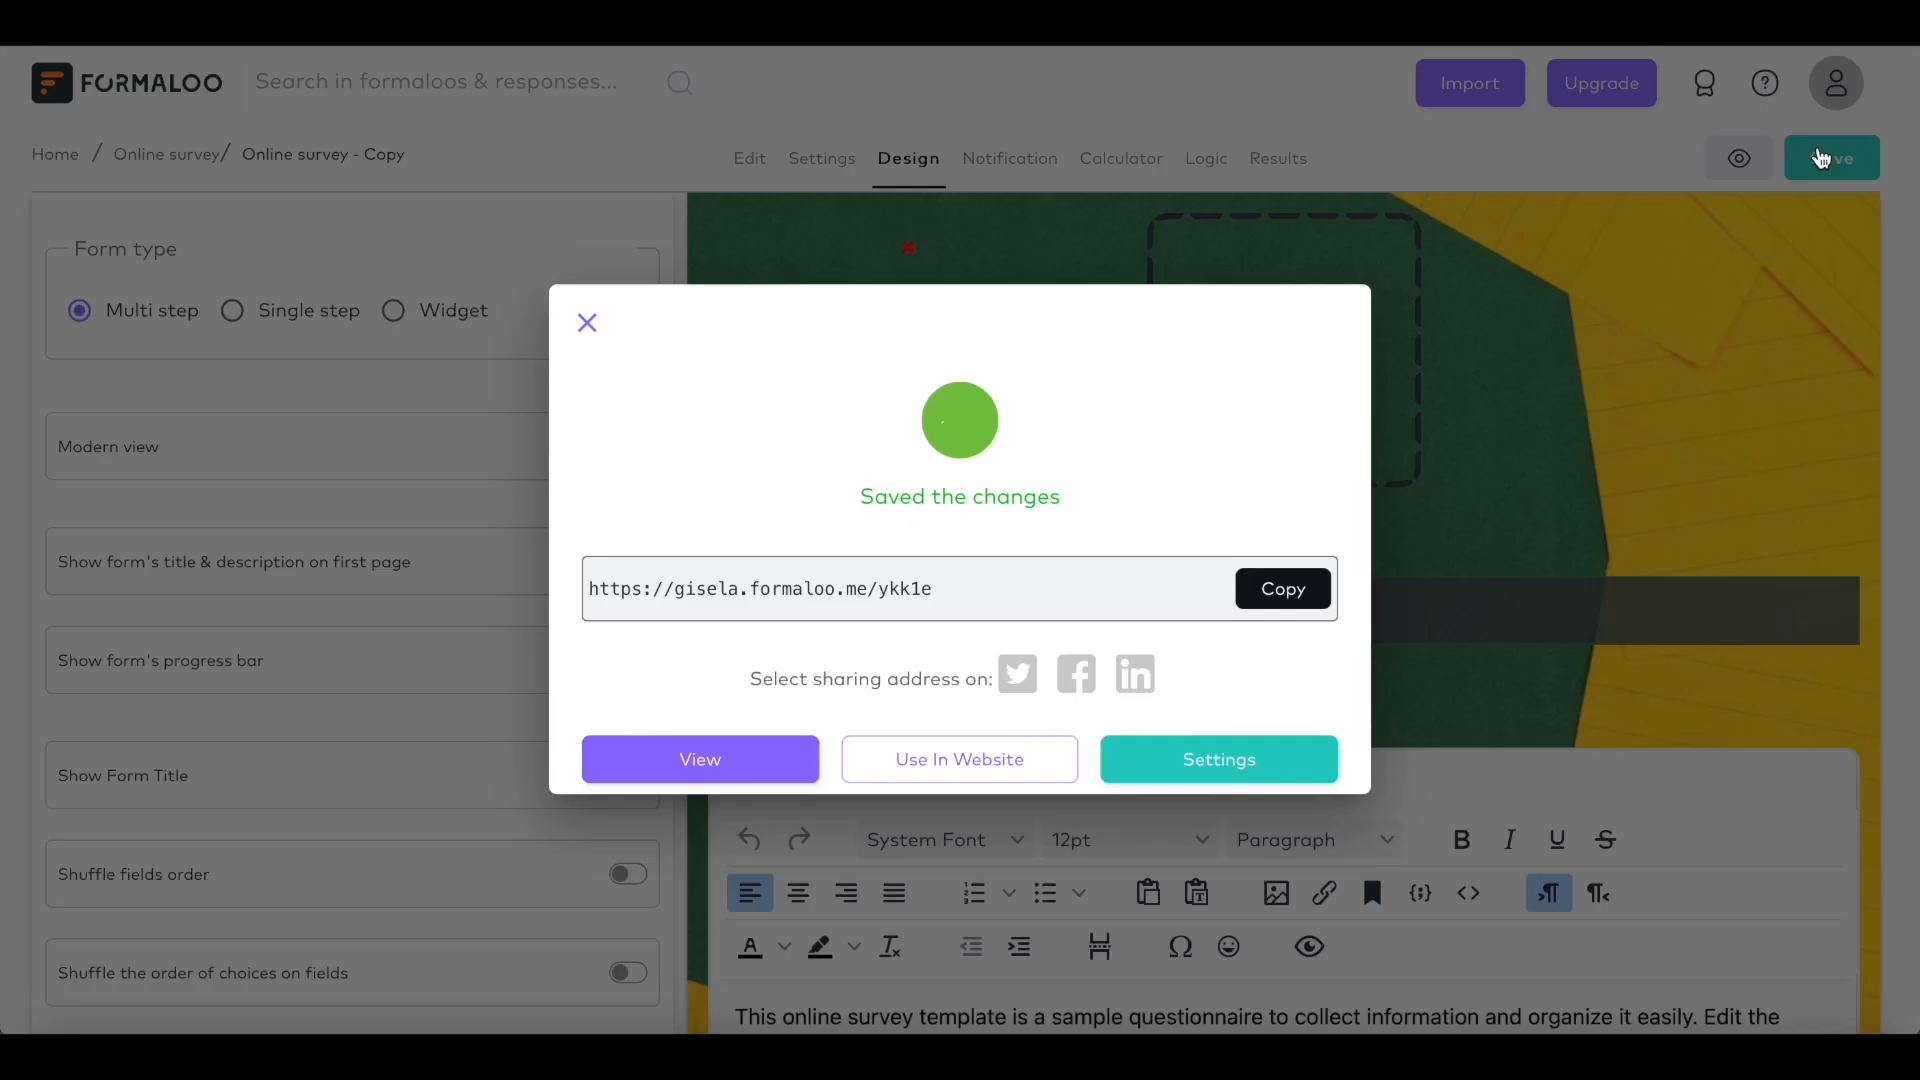 FORMALOO
Search in formaloos & responses...
Import
Upgrade
Home / Online survey/ Online survey - Copy
Edit
Settings
Design
Notification
Calculator
Logic
Results
Form type
Multi step
Single step
Widget
Modern view
Show form's title & description on first page
Show form's progress bar
Show Form Title
Shuffle fields order
Shuffle the order of choices on fields
Saved the changes
https://gisela.formaloo.me/ykk1e
Copy
Select sharing address on:
View
Use In Website
Settings
System Font
12pt
Paragraph
This online survey template is a sample questionnaire to collect information and organize it easily. Edit the